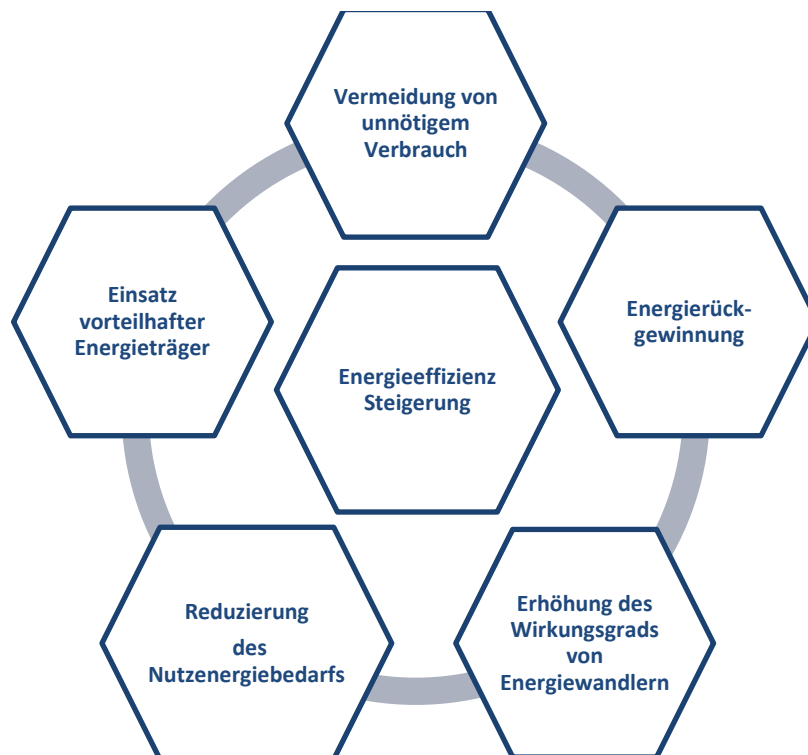 Vermeidung von
unnötigem
Verbrauch
Einsatz
vorteilhafter
Energieträger
Energierück-
gewinnung
Energieeffizienz
Steigerung
Reduzierung
des
Nutzenergiebedarfs
Erhöhung des
Wirkungsgrads
von
Energiewandlern